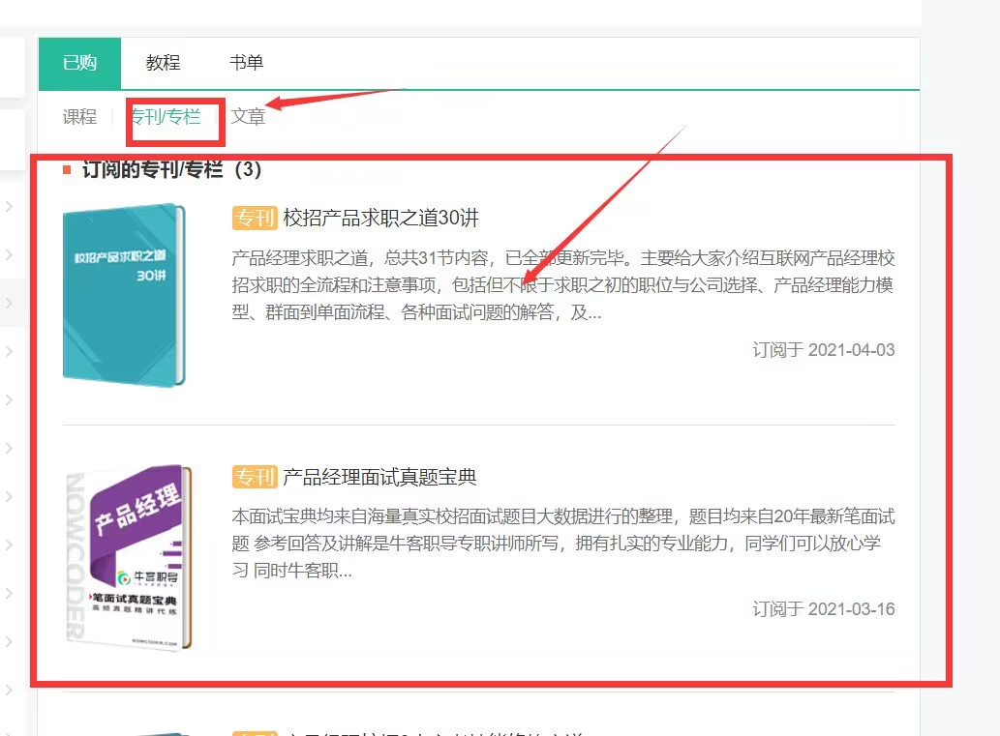 已购 教程 书单
课程 专刊/专栏 文章
订阅的专刊/专栏（3）
校招产品求职之道
30讲
专刊 校招产品求职之道30讲
产品经理求职之道，总共31节内容，已全部更新完毕。主要给大家介绍互联网产品经理校
招求职的全流程和注意事项，包括但不限于求职之初的职位与公司选择、产品经理能力模
型、群面到单面流程、各种面试问题的解答，及...
订阅于 2021-04-03
NOWCODER
产品经理
牛客职导
笔面试真题宝典
高频真题精讲代练
NOWCODER.COM
专刊 产品经理面试真题宝典
本面试宝典均来自海量真实校招面试题目大数据进行的整理，题目均来自20年最新笔面试
题 参考回答及讲解是牛客职导专职讲师所写，拥有扎实的专业能力，同学们可以放心学
习 同时牛客职...
订阅于 2021-03-16